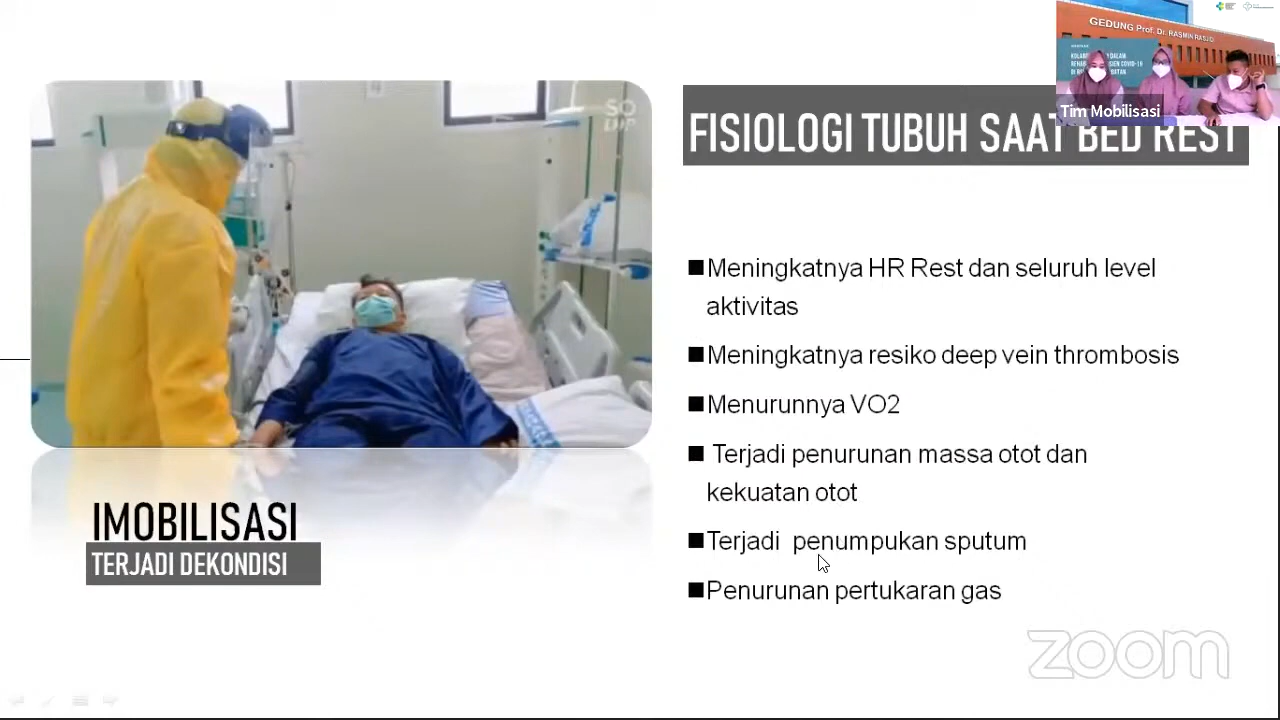 GEDUNG Prof. Dr. RASMIN RASJID
Tim Mobilisasi
FISIOLOGI TUBUH SAAT BED REST
■Meningkatnya HR Rest dan seluruh level
aktivitas
■Meningkatnya resiko deep vein thrombosis
■Menurunnya VO2
■ Terjadi penurunan massa otot dan
kekuatan otot
■Terjadi penumpukan sputum
■Penurunan pertukaran gas
IMOBILISASI
TERJADI DEKONDISI
zoom